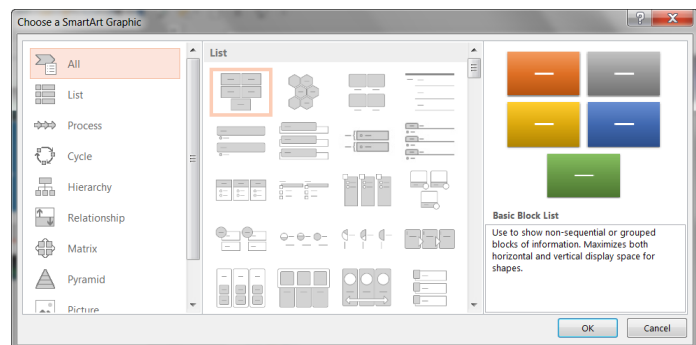 Choose a SmartArt Graphic
All
List
Process
Cycle
Hierarchy
Relationship
Matrix
Pyramid
Picture
List
Basic Block List
Use to show non-sequential or grouped
blocks of information. Maximizes both
horizontal and vertical display space for
shapes.
OK
Cancel